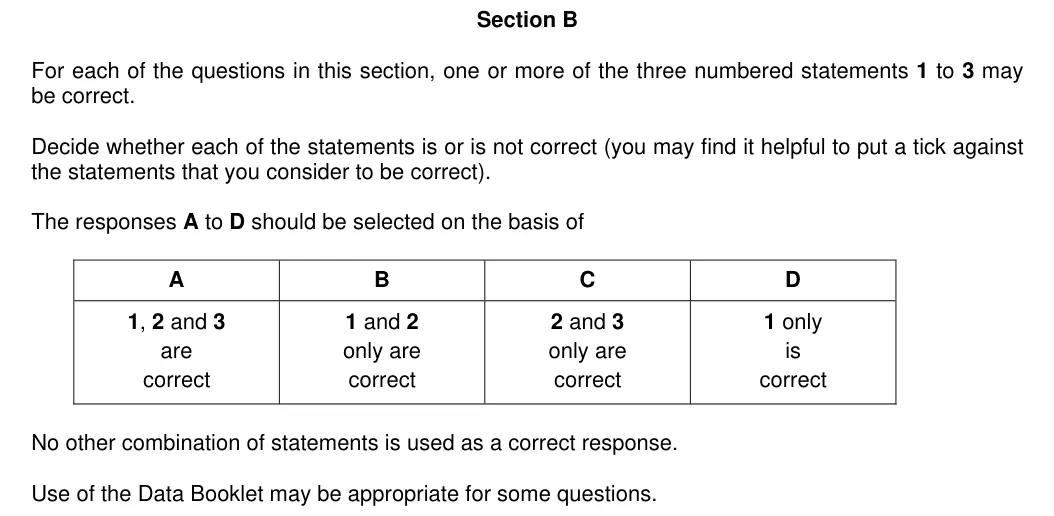 Section B
For each of the questions in this section, one or more of the three numbered statements 1 to 3 may
be correct.
Decide whether each of the statements is or is not correct (you may find it helpful to put a tick against
the statements that you consider to be correct).
The responses A to D should be selected on the basis of
A B C D
1, 2 and 3 1 and 2 2 and 3 1 only
are only are only are is
correct correct correct correct
No other combination of statements is used as a correct response.
Use of the Data Booklet may be appropriate for some questions.